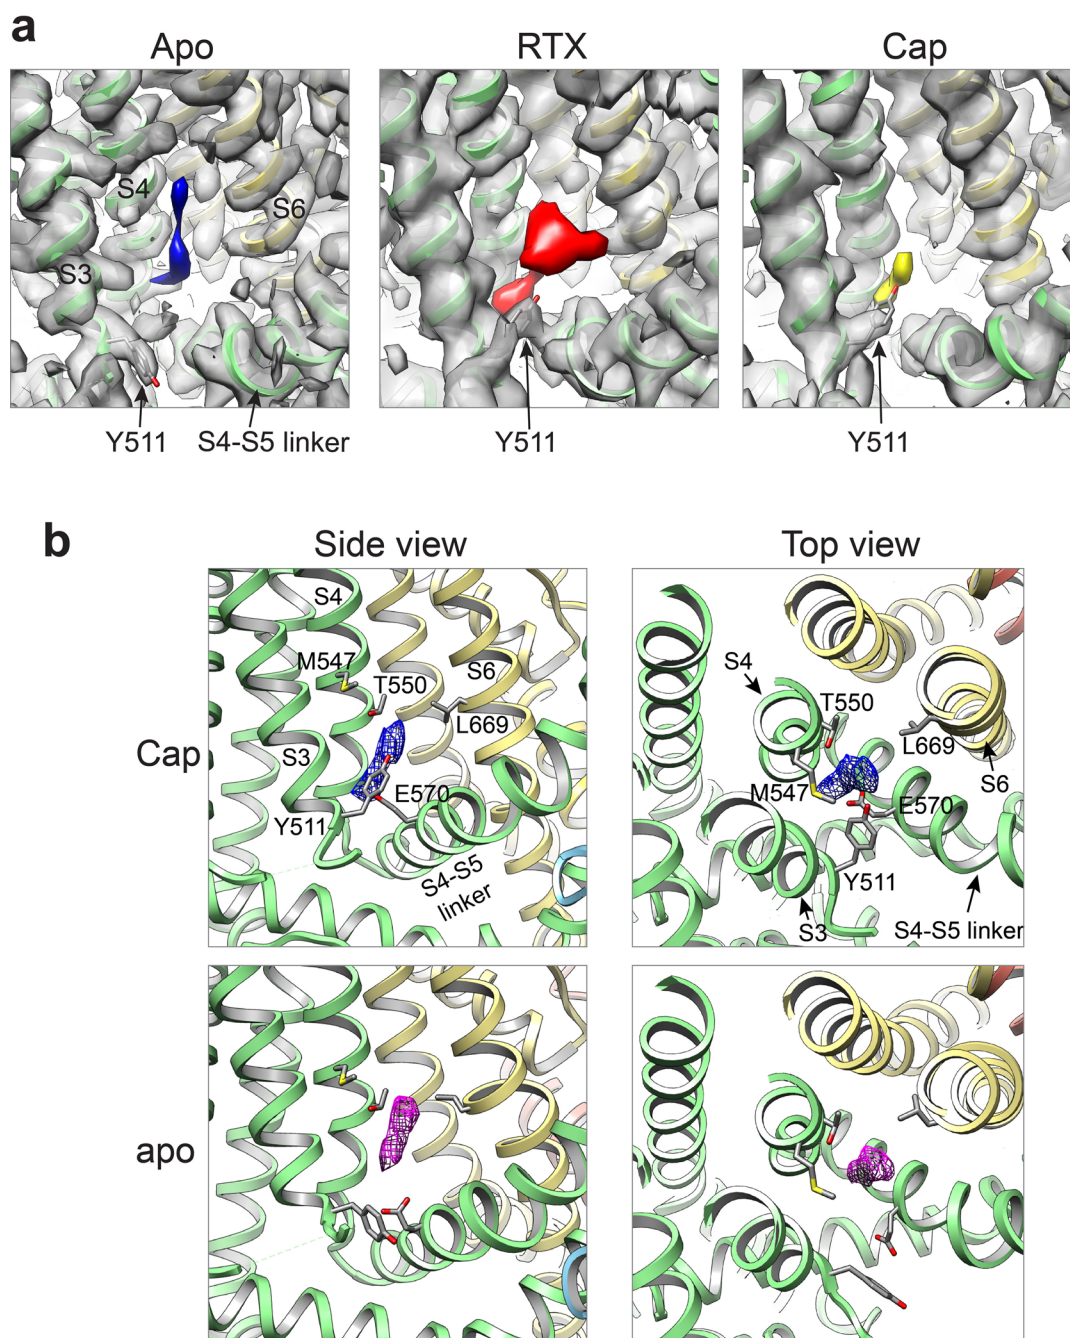 a
Apo
RTX
Cap
S4
S6
S3
Y511
S4-S5 linker
Y511
Y511
b
Side view
Top view
Cap
S4
M547
T550
S6
L669
S3
E570
Y511
S4-S5
linker
S4
T550
L669
S6
M547
E570
Y511
S3
S4-S5 linker
apo